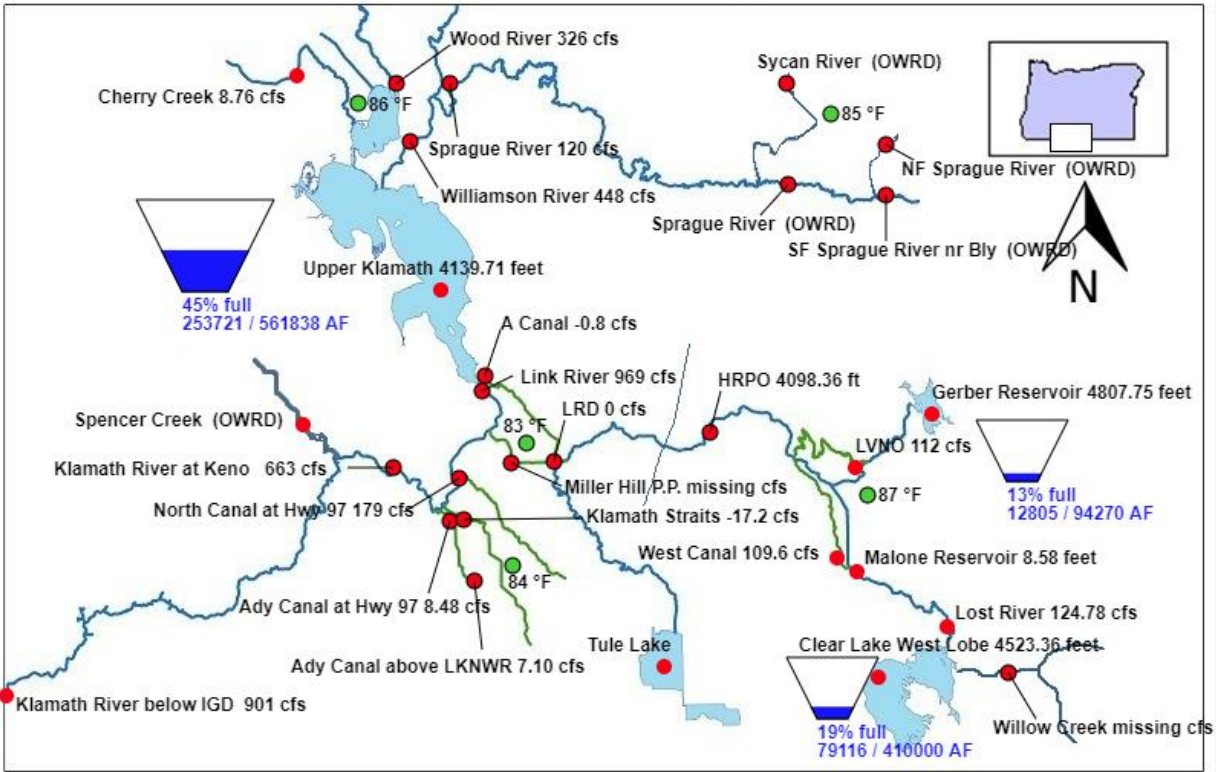 Wood River 326 cfs
Sycan River (OWRD)
Cherry Creek 8.76 cfs
86 °F
85 °F
Sprague River 120 cfs
NF Sprague River (OWRD)
Williamson River 448 cfs
Sprague River (OWRD)
SF Sprague River nr Bly (OWRD)
Upper Klamath 4139.71 feet
N
45% full
253721 / 561838 AF
A Canal -0.8 cfs
Link River 969 cfs
HRPO 4098.36 ft
Gerber Reservoir 4807.75 feet
LRD 0 cfs
Spencer Creek (OWRD)
83 °F
LVNO 112 cfs
Klamath River at Keno 663 cfs
Miller Hill P.P. missing cfs
87 °F
13% full
12805 / 94270 AF
North Canal at Hwy 97 179 cfs
Klamath Straits -17.2 cfs
West Canal 109.6 cfs
Malone Reservoir 8.58 feet
84 °F
Ady Canal at Hwy 97 8.48 cfs
Lost River 124.78 cfs
Tule Lake
Clear Lake West Lobe 4523.36 feet
Ady Canal above LKNWR 7.10 cfs
Klamath River below IGD 901 cfs
Willow Creek missing cfs
19% full
79116 / 410000 AF